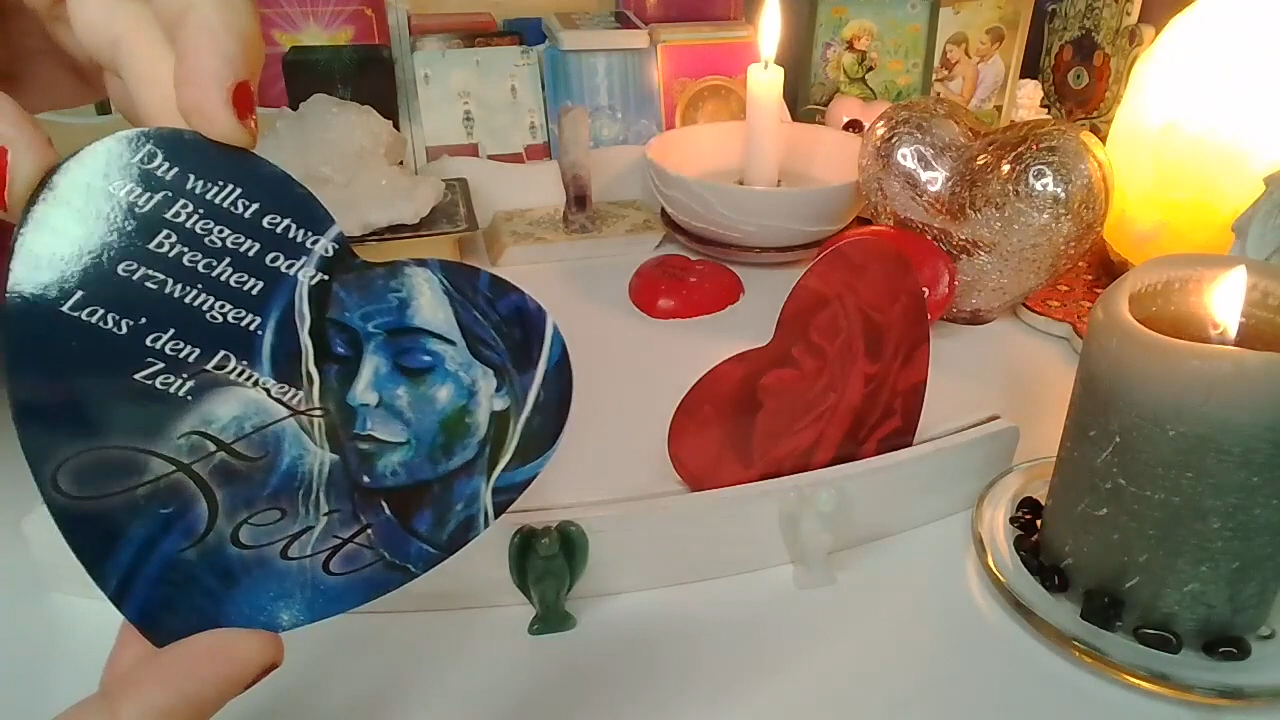 Du willst etwas
auf Biegen oder
Brechen
erzwingen.
Lass' den Dingen
Zeit.
Zeit